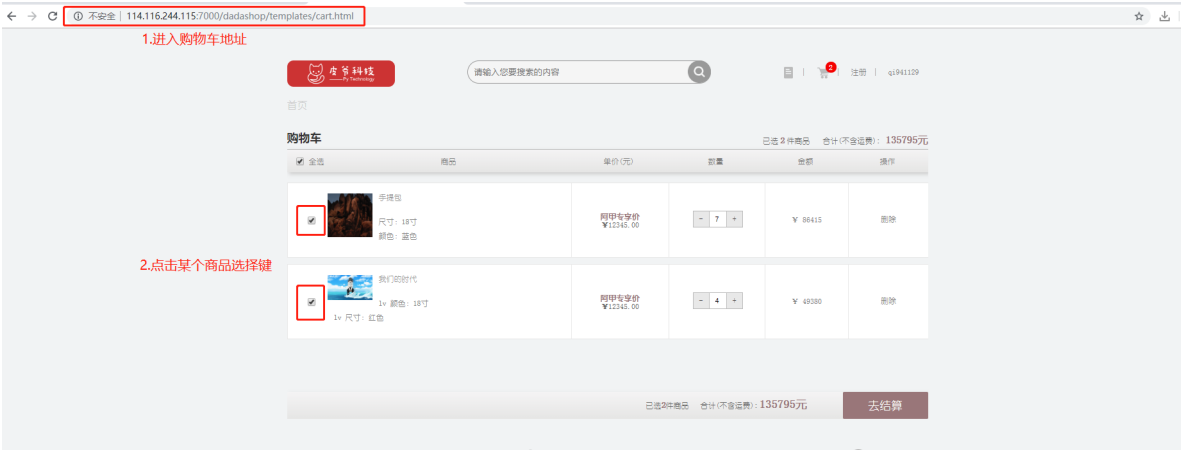 不安全 | 114.116.244.115:7000/dadashop/templates/cart.html
1.进入购物车地址
皮爷科技
Py Technology
请输入您要搜索的内容
2
注册
qi941129
首页
购物车
已选 2 件商品 合计(不含运费): 135795元
全选 商品 单价(元) 数量 金额 操作
手提包
尺寸: 18寸
颜色: 蓝色
阿甲专享价
¥12345.00
- 7 +
¥ 86415
删除
2.点击某个商品选择键
我们的时代
1v 颜色: 18寸
1v 尺寸: 红色
阿甲专享价
¥12345.00
- 4 +
¥ 49380
删除
已选2件商品 合计(不含运费): 135795元
去结算